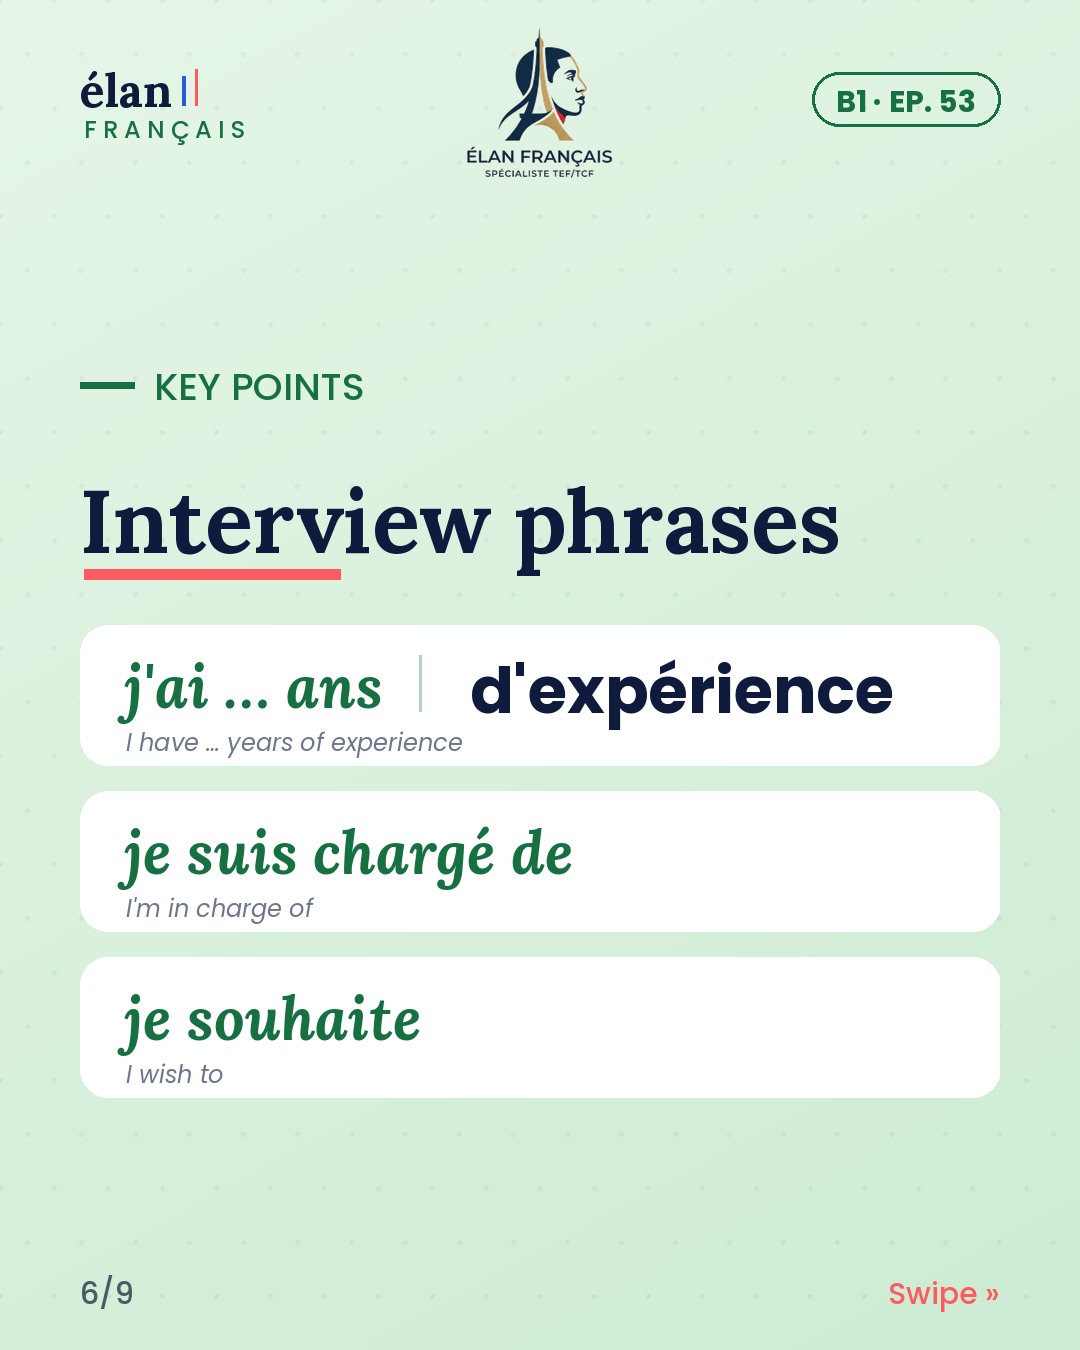 élan
FRANÇAIS
ÉLAN FRANÇAIS
SPÉCIALISTE TEF/TCF
B1 · EP. 53
KEY POINTS
Interview phrases
j'ai ... ans d'expérience
I have ... years of experience
je suis chargé de
I'm in charge of
je souhaite
I wish to
6/9
Swipe »